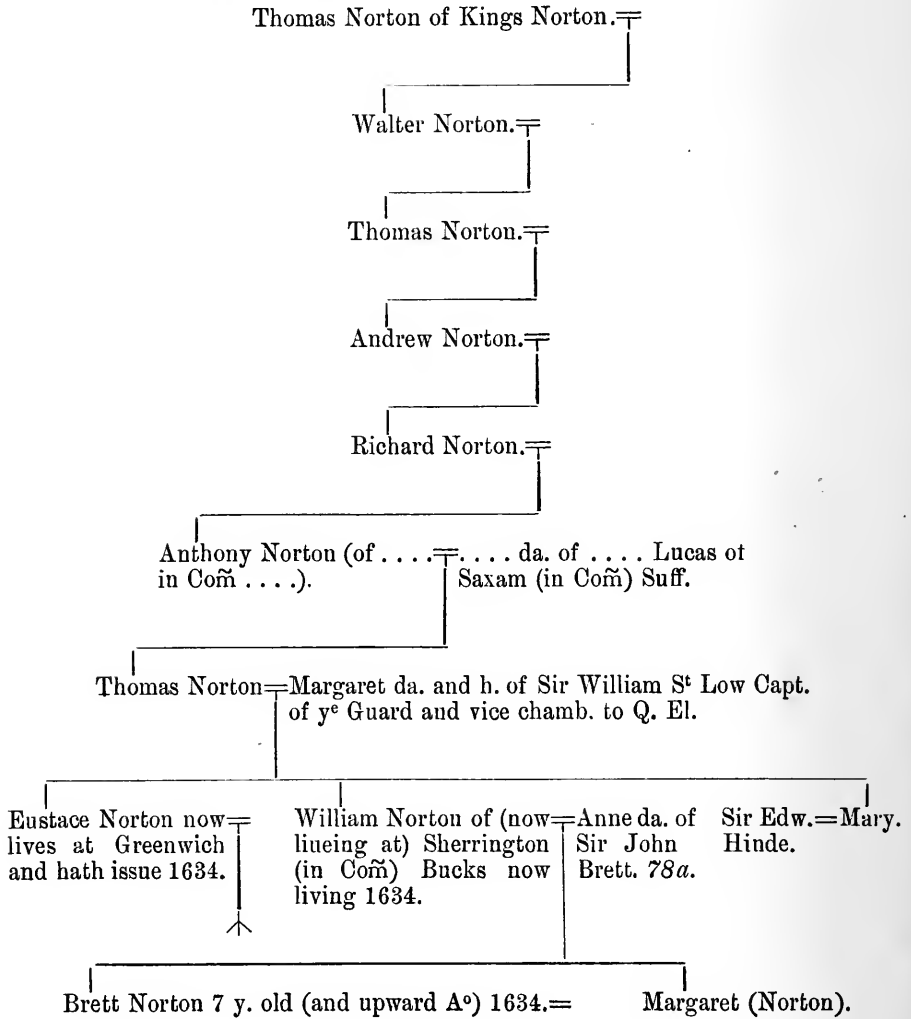 Thomas Norton of Kings Norton.
Walter Norton.
Thomas Norton.
Andrew Norton.
Richard Norton.
Anthony Norton (of . . . .=. . . . da. of . . . . Lucas of
in Com̃ . . . .). Saxam (in Com̃) Suff.
Thomas Norton=Margaret da. and h. of Sir William Sᵗ Low Capt.
of yᵉ Guard and vice chamb. to Q. El.
Eustace Norton now=
lives at Greenwich
and hath issue 1634.
William Norton of (now=
liueing at) Sherrington
(in Com̃) Bucks now
living 1634.
Anne da. of
Sir John
Brett. 78a.
Sir Edw.=Mary.
Hinde.
Brett Norton 7 y. old (and upward Aº) 1634.= Margaret (Norton).